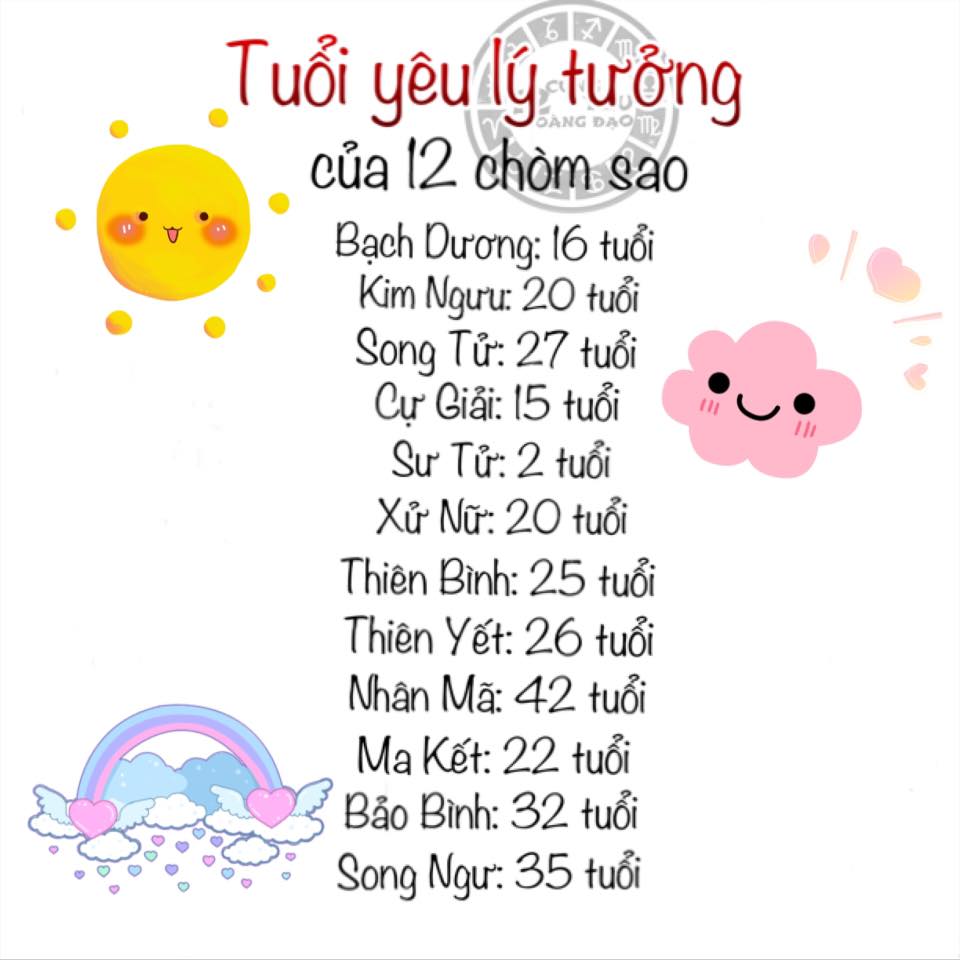 Tuổi yêu lý tưởng
của 12 chòm sao
Bạch Dương: 16 tuổi
Kim Ngưu: 20 tuổi
Song Tử: 27 tuổi
Cự Giải: 15 tuổi
Sư Tử: 2 tuổi
Xử Nữ: 20 tuổi
Thiên Bình: 25 tuổi
Thiên Yết: 26 tuổi
Nhân Mã: 42 tuổi
Ma Kết: 22 tuổi
Bảo Bình: 32 tuổi
Song Ngư: 35 tuổi